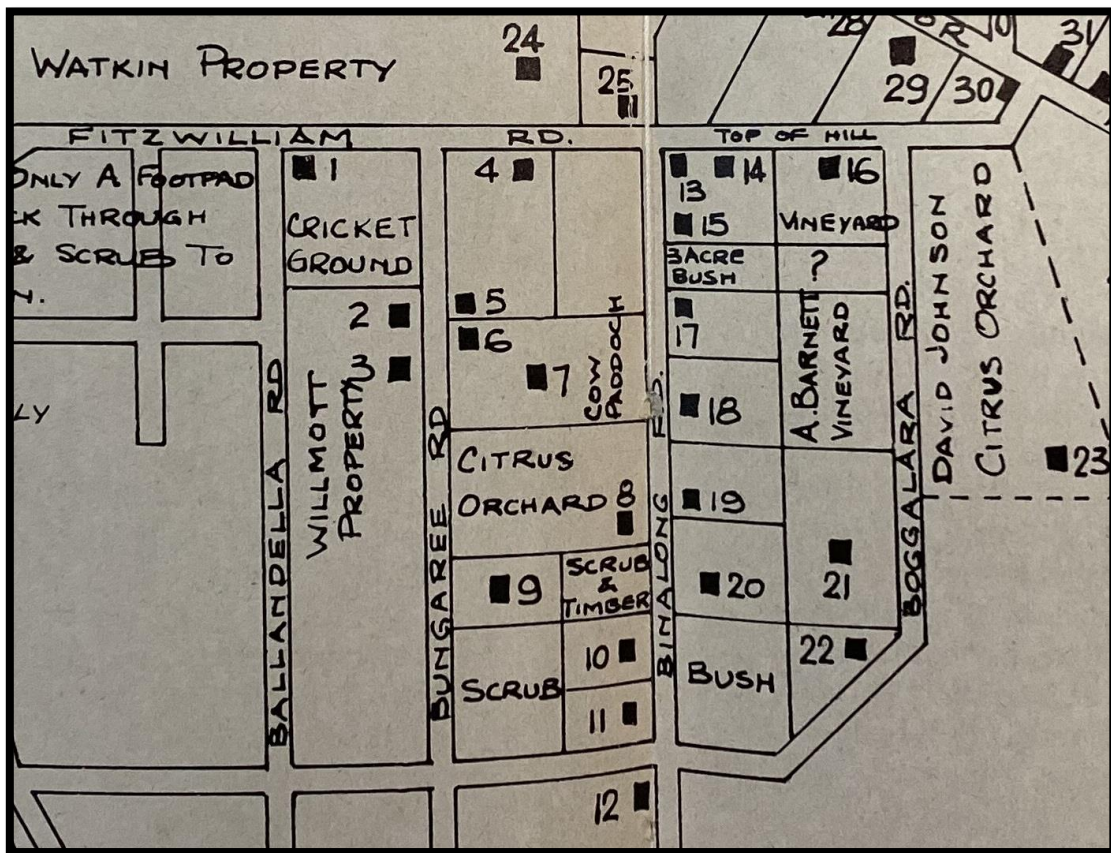 24
28
31
WATKIN PROPERTY
25
29
30
FITZWILLIAM RD.
TOP OF HILL
ONLY A FOOTPAD
THROUGH
& SCRUB TO
1
CRICKET
GROUND
4
13
14
15
16
VINEYARD
3 ACRE
BUSH
?
5
6
7
COW
PADDOCK
2
3
WILLMOTT
PROPERTY
17
18
A. BARNETT
VINEYARD
DAVID JOHNSON
CITRUS ORCHARD
23
CITRUS
ORCHARD
8
19
BALLANDELLA RD
BUNGAREE RD
BINALONG RD.
BOGGALARA RD.
9
SCRUB
&
TIMBER
20
21
10
SCRUB
11
BUSH
22
12